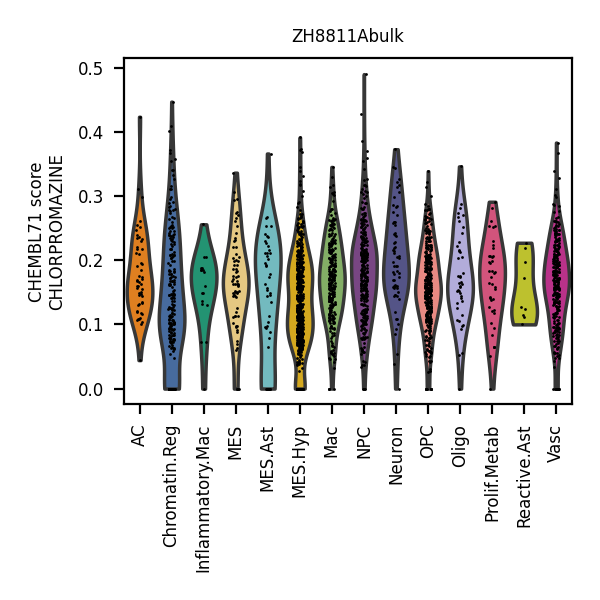 ZH8811Abulk
CHEMBL71 score
CHLORPROMAZINE
0.5
0.4
0.3
0.2
0.1
0.0
AC
Chromatin.Reg
Inflammatory.Mac
MES
MES.Ast
MES.Hyp
Mac
NPC
Neuron
OPC
Oligo
Prolif.Metab
Reactive.Ast
Vasc